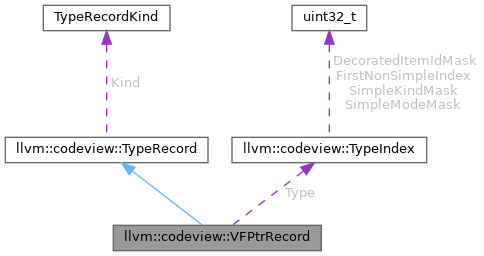 TypeRecordKind
uint32_t
DecoratedItemIdMask
FirstNonSimpleIndex
SimpleKindMask
SimpleModeMask
Kind
llvm::codeview::TypeRecord
llvm::codeview::TypeIndex
Type
llvm::codeview::VFPtrRecord